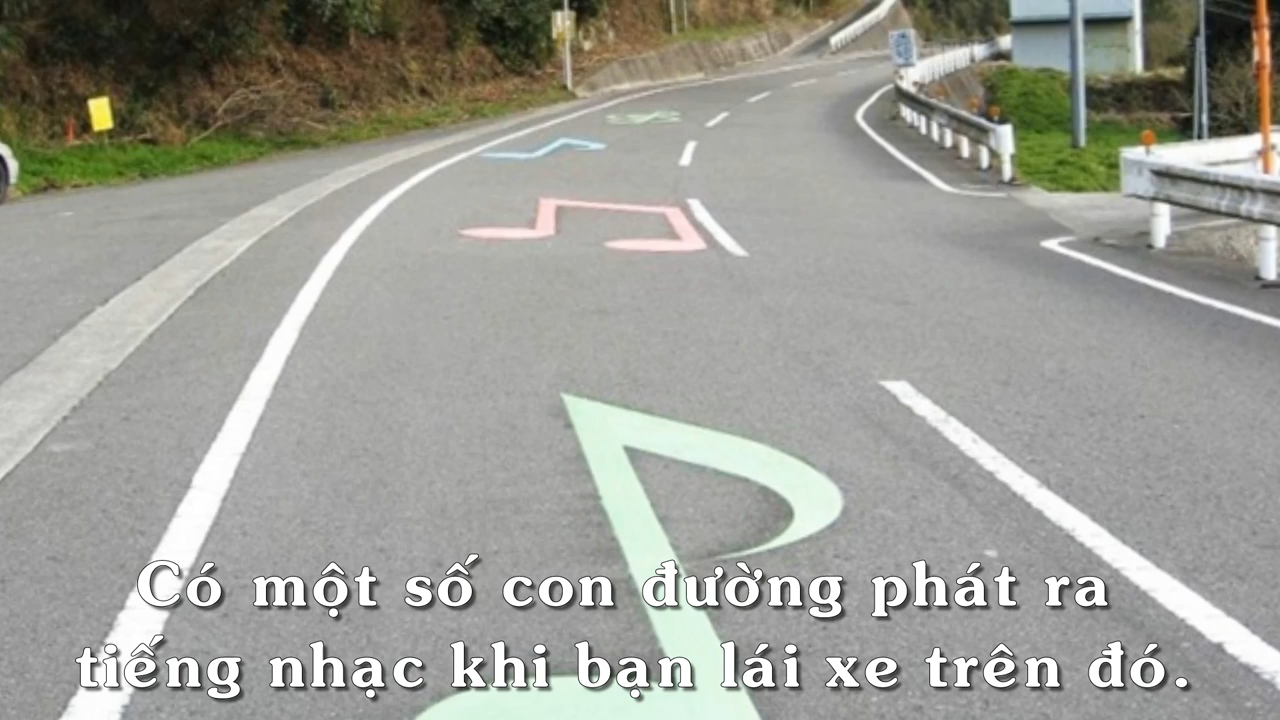 Có một số con đường phát ra
tiếng nhạc khi bạn lái xe trên đó.